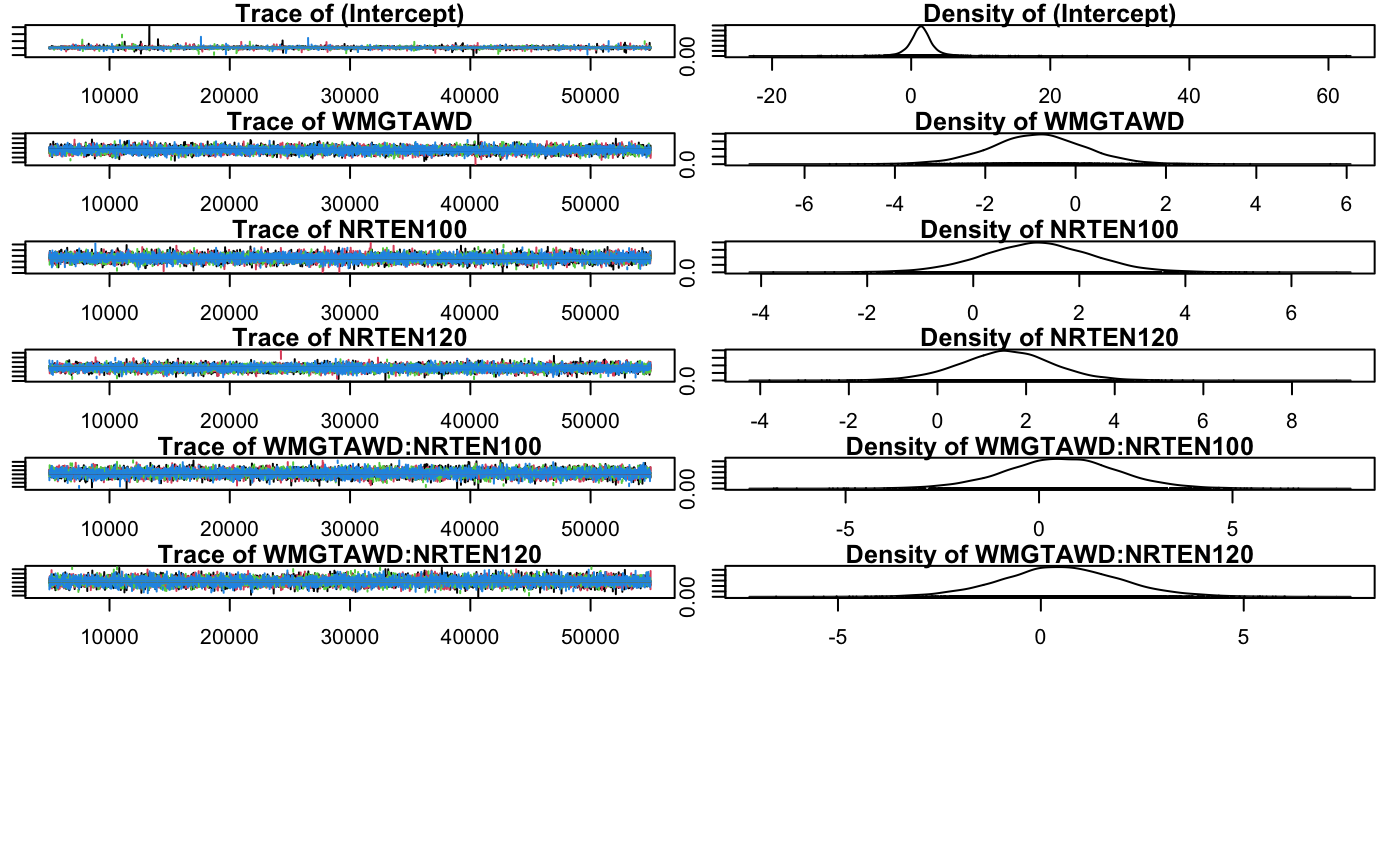 Trace of (Intercept) Density of (Intercept)
0.00
10000 20000 30000 40000 50000 -20 0 20 40 60
Trace of WMGTAWD Density of WMGTAWD
0.0
10000 20000 30000 40000 50000 -6 -4 -2 0 2 4 6
Trace of NRTEN100 Density of NRTEN100
0.0
10000 20000 30000 40000 50000 -4 -2 0 2 4 6
Trace of NRTEN120 Density of NRTEN120
0.0
10000 20000 30000 40000 50000 -4 -2 0 2 4 6 8
Trace of WMGTAWD:NRTEN100 Density of WMGTAWD:NRTEN100
0.00
10000 20000 30000 40000 50000 -5 0 5
Trace of WMGTAWD:NRTEN120 Density of WMGTAWD:NRTEN120
0.00
10000 20000 30000 40000 50000 -5 0 5